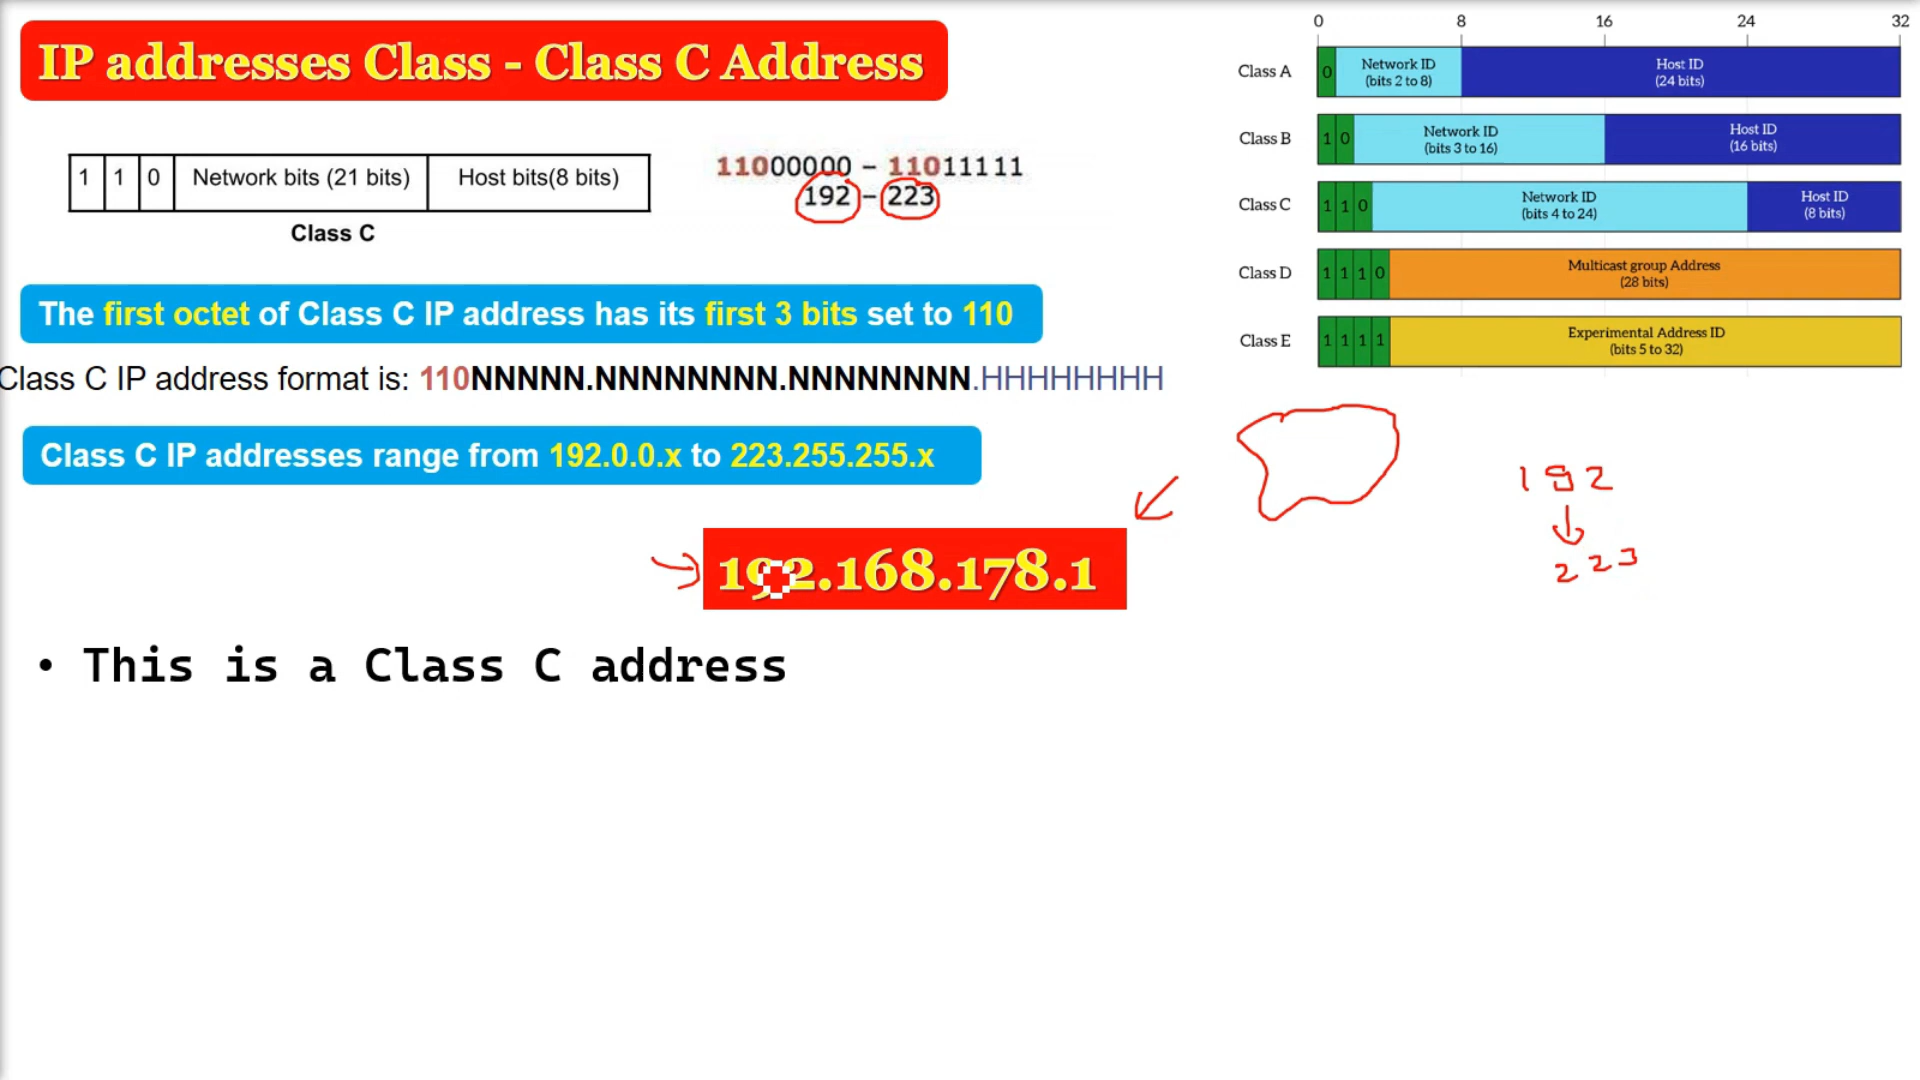 IP addresses Class - Class C Address
1 1 0 Network bits (21 bits) Host bits(8 bits)
Class C
11000000 – 11011111
192 – 223
The first octet of Class C IP address has its first 3 bits set to 110
Class C IP address format is: 110NNNNN.NNNNNNNN.NNNNNNNN.HHHHHHHH
Class C IP addresses range from 192.0.0.x to 223.255.255.x
192.168.178.1
• This is a Class C address
0 8 16 24 32
Class A 0 Network ID Host ID
(bits 2 to 8) (24 bits)
Class B 1 0 Network ID Host ID
(bits 3 to 16) (16 bits)
Class C 1 1 0 Network ID Host ID
(bits 4 to 24) (8 bits)
Class D 1 1 1 0 Multicast group Address
(28 bits)
Class E 1 1 1 1 Experimental Address ID
(bits 5 to 32)
192
223